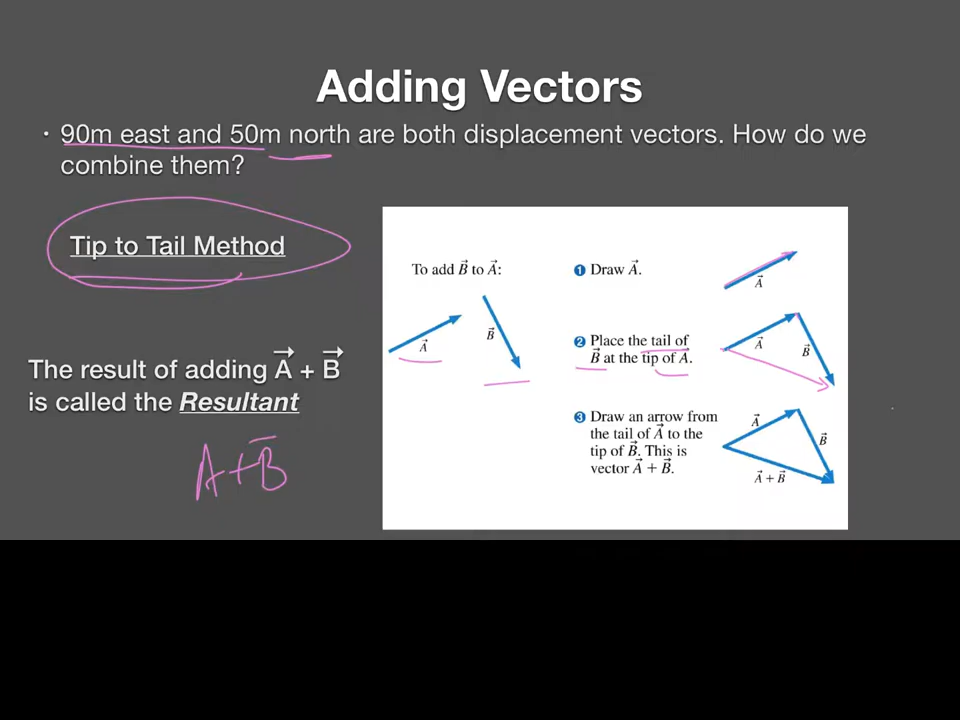 Adding Vectors
• 90m east and 50m north are both displacement vectors. How do we
combine them?
Tip to Tail Method
The result of adding A⃗ + B⃗
is called the Resultant
A+B̅
To add B⃗ to A⃗:
A⃗
B⃗
1 Draw A⃗.
A⃗
2 Place the tail of
B⃗ at the tip of A⃗.
A⃗
B⃗
3 Draw an arrow from
the tail of A⃗ to the
tip of B⃗. This is
vector A⃗ + B⃗.
A⃗
B⃗
A⃗ + B⃗